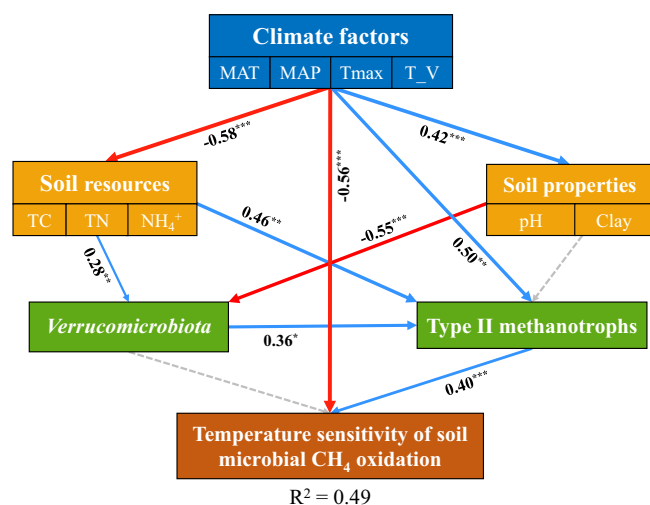 Climate factors
MAT MAP Tmax T_V
-0.58***
-0.56***
0.42***
Soil resources
TC TN NH₄⁺
Soil properties
pH Clay
0.46**
-0.55***
0.50**
0.28**
Verrucomicrobiota
0.36*
Type II methanotrophs
0.40***
Temperature sensitivity of soil
microbial CH₄ oxidation
R² = 0.49